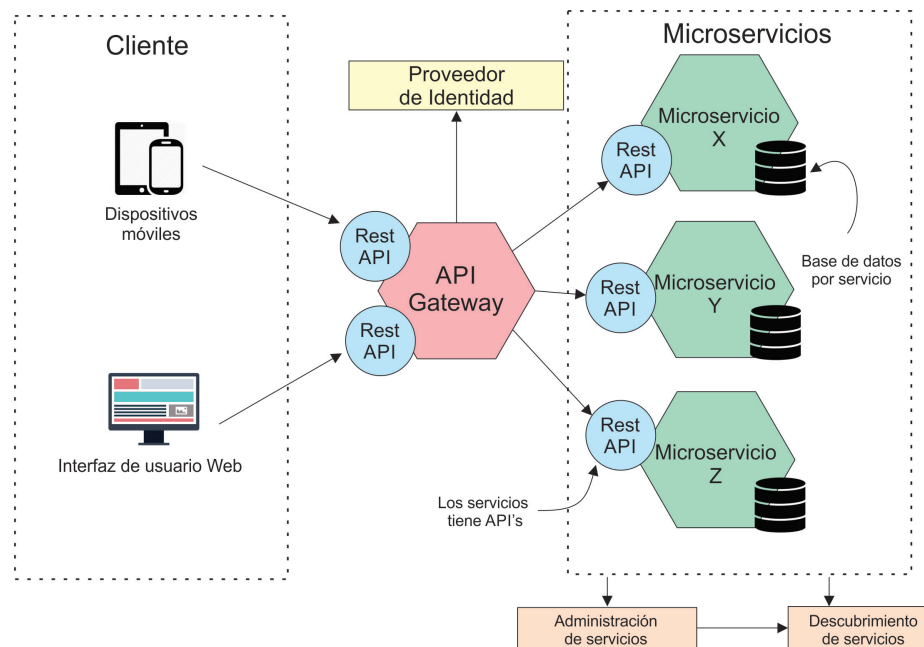 Cliente
Microservicios
Proveedor
de Identidad
Microservicio
X
Rest
API
Dispositivos
móviles
Rest
API
API
Gateway
Rest
API
Base de datos
por servicio
Microservicio
Y
Rest
API
Interfaz de usuario Web
Rest
API
Microservicio
Z
Los servicios
tiene API's
Administración
de servicios
Descubrimiento
de servicios